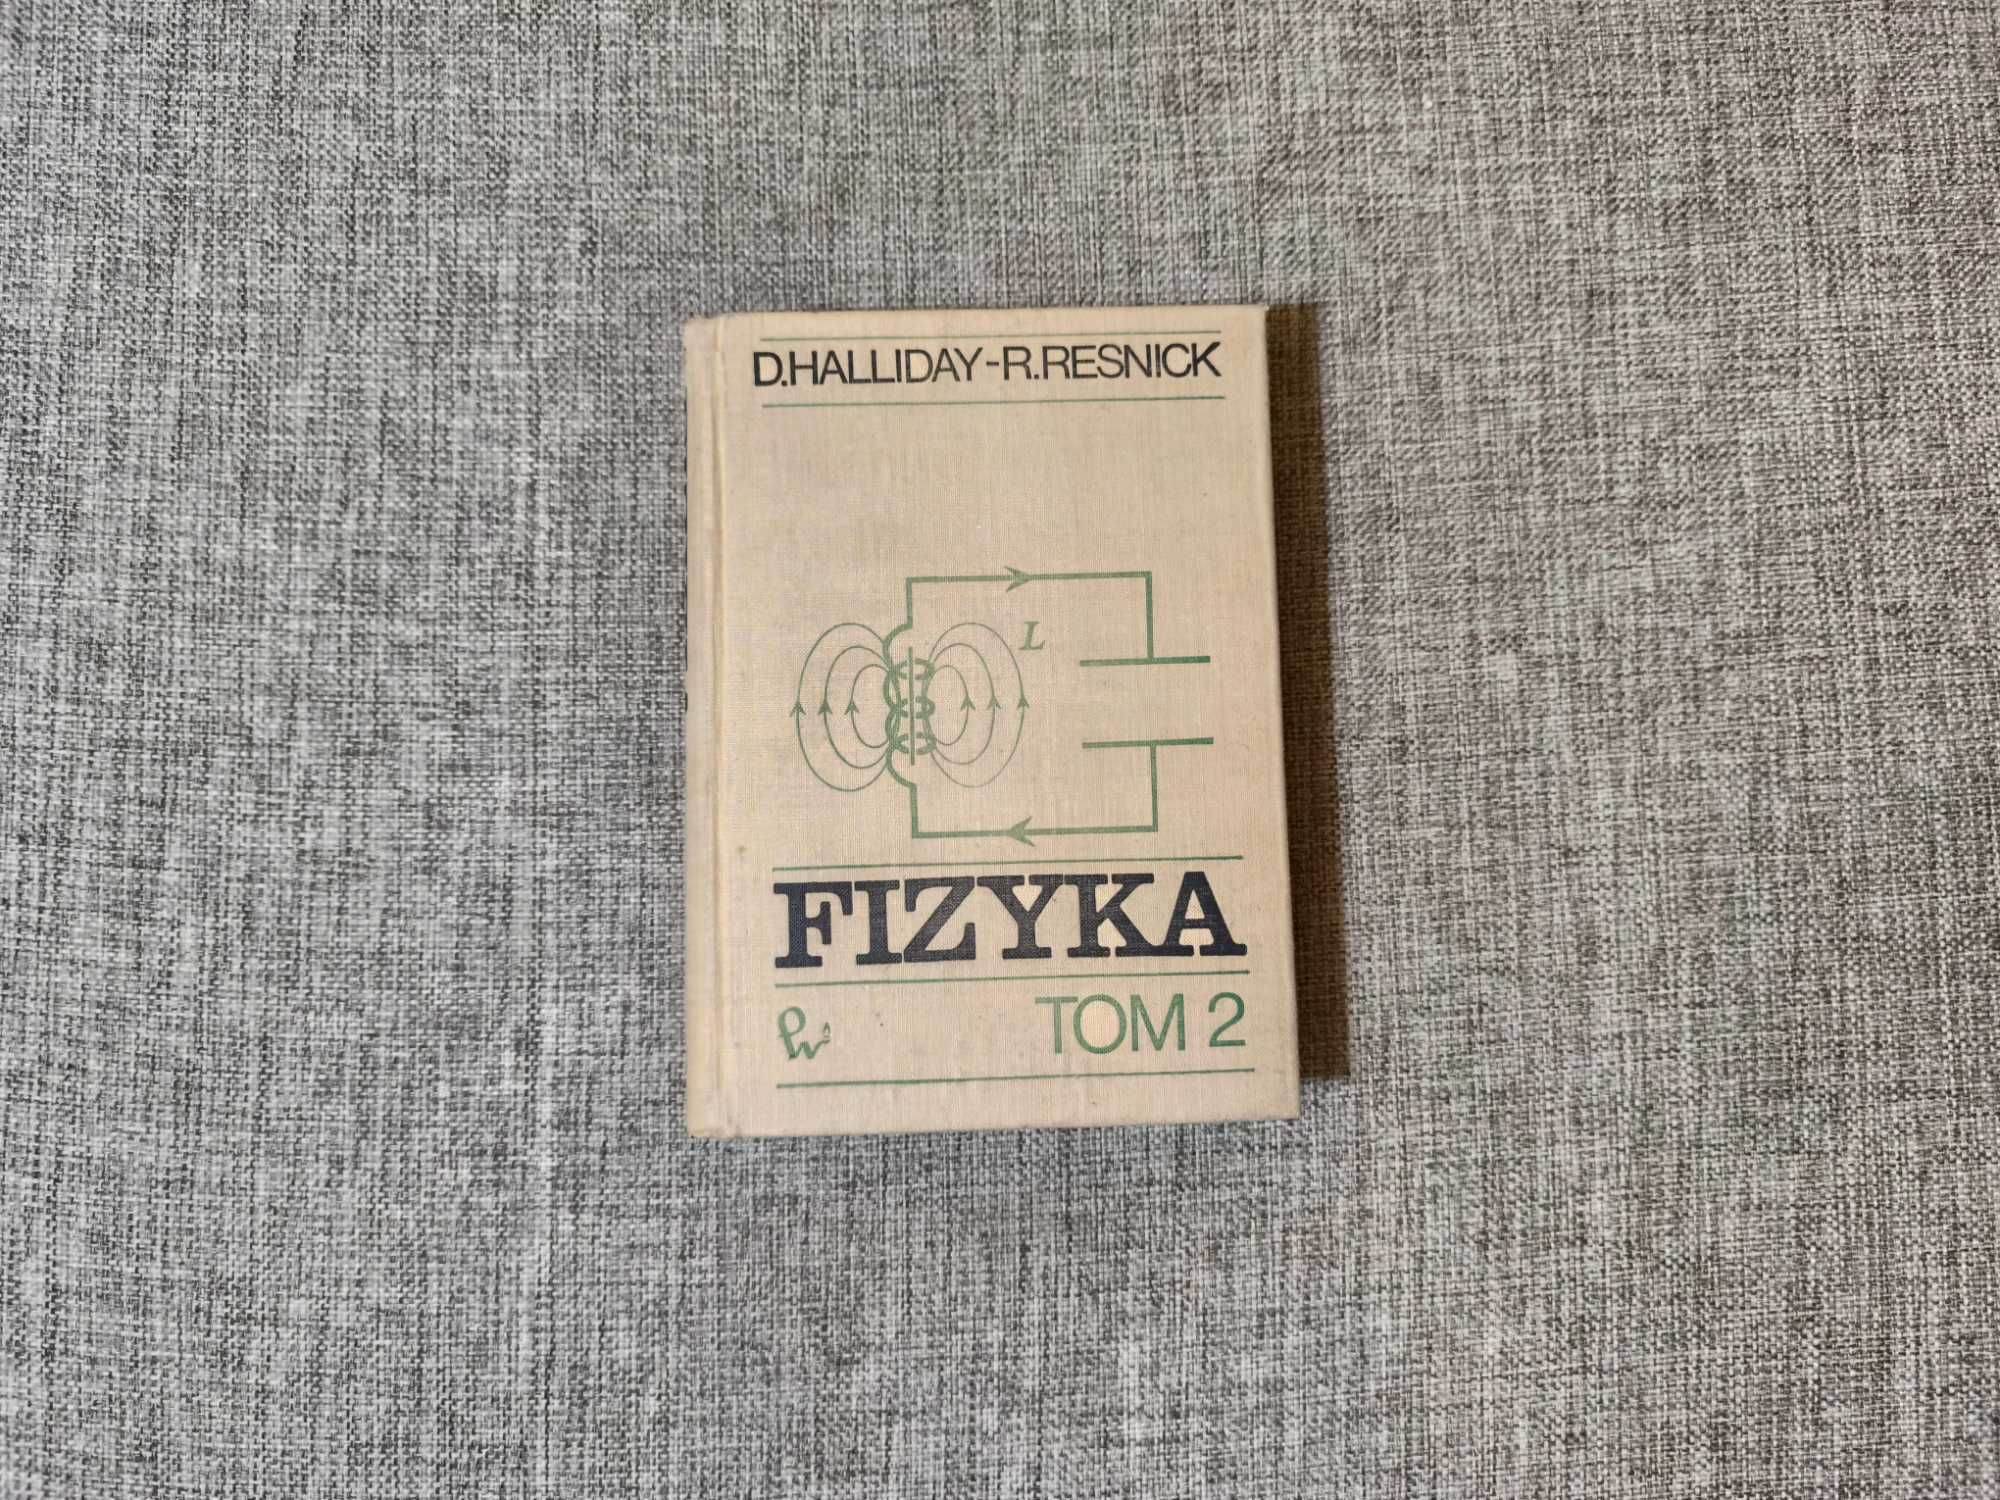 D.HALLIDAY-R.RESNICK
L
FIZYKA
TOM 2